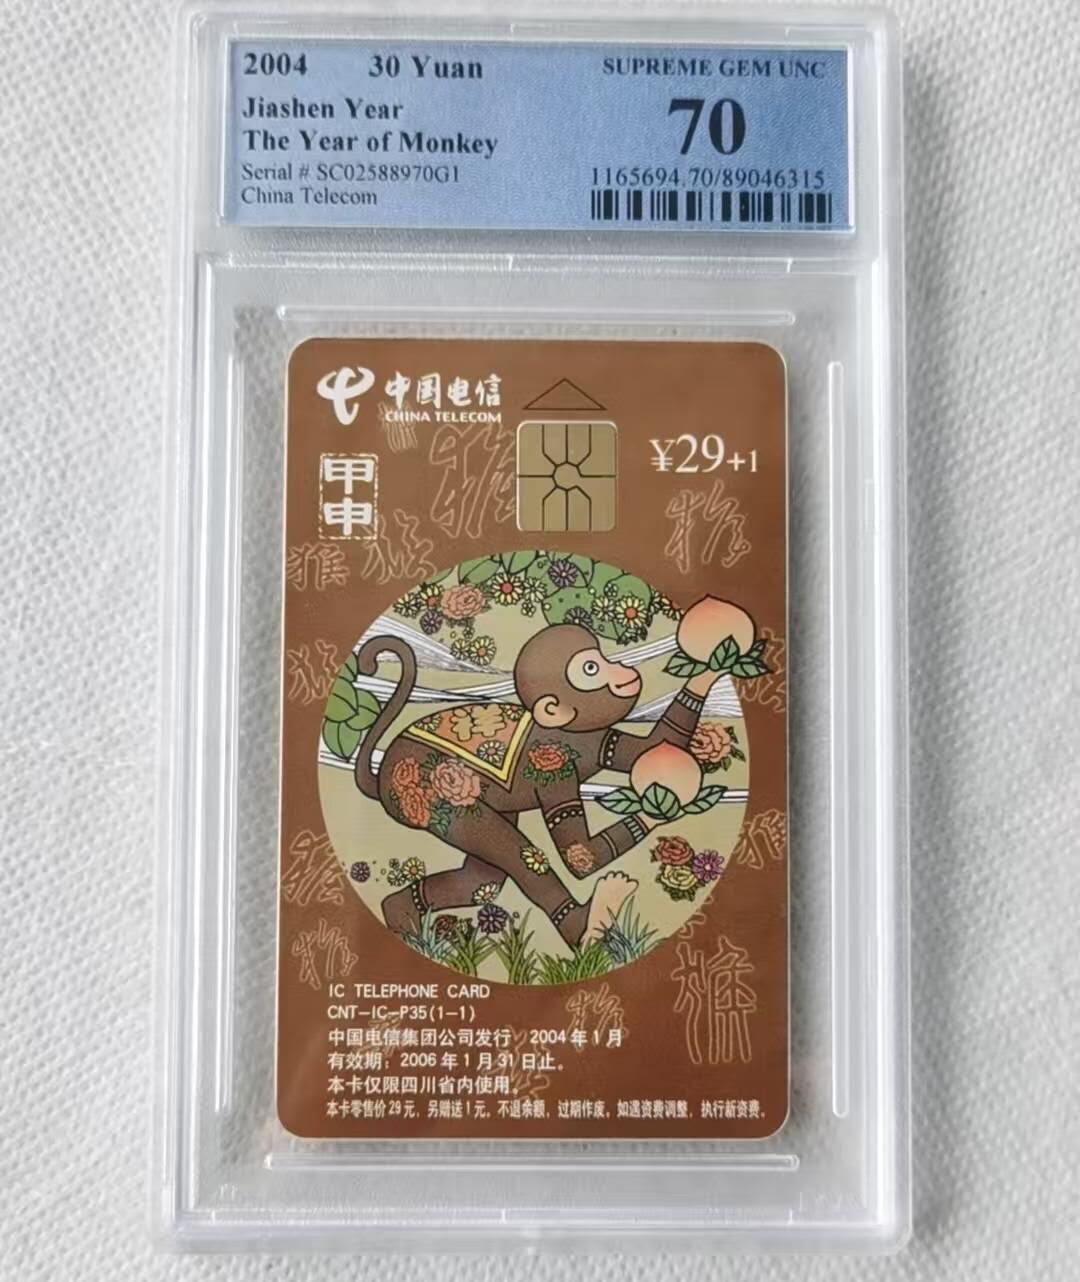 2004 30 Yuan
Jiashen Year
The Year of Monkey
Serial # SC02588970G1
China Telecom
SUPREME GEM UNC
70
1165694.70/89046315
中国电信
CHINA TELECOM
¥29+1
甲申
猴
祥
IC TELEPHONE CARD
CNT-IC-P35(1-1)
中国电信集团公司发行 2004年1月
有效期：2006年1月31日止。
本卡仅限四川省内使用。
本卡零售价29元，另赠送1元，不退余额，过期作废。如遇资费调整，执行新资费。